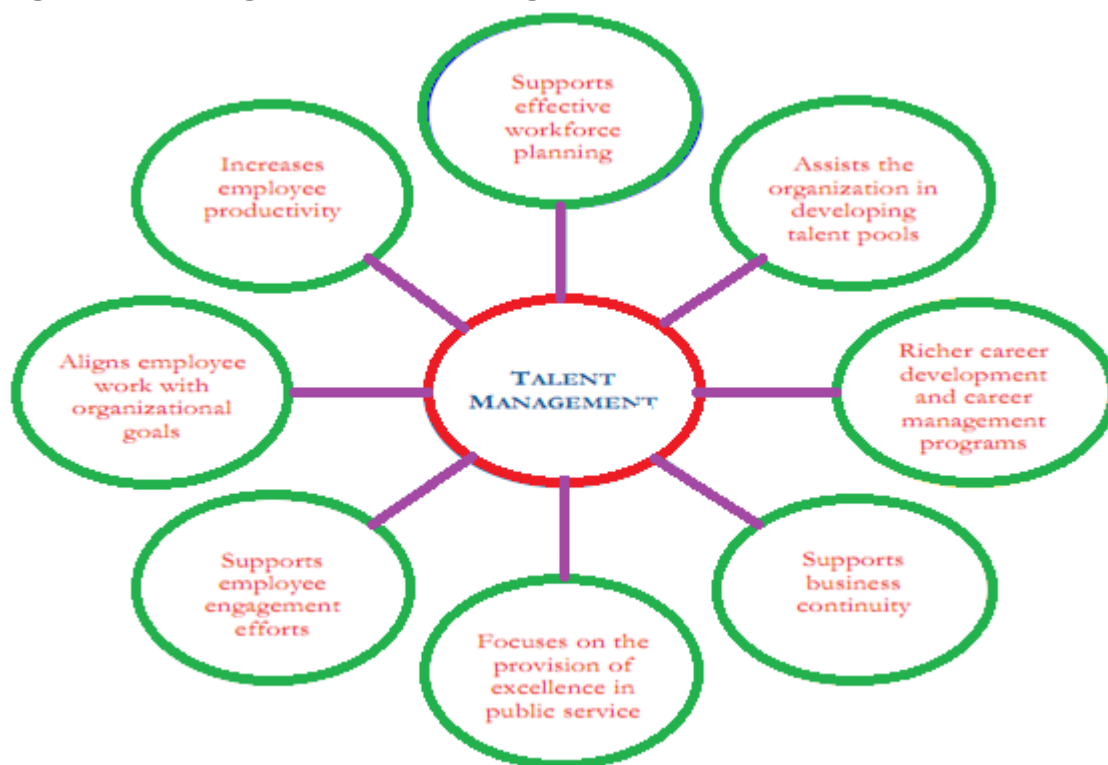 Supports
effective
workforce
planning
Assists the
organization in
developing
talent pools
Richer career
development
and career
management
programs
Supports
business
continuity
Focuses on the
provision of
excellence in
public service
Supports
employee
engagement
efforts
Aligns employee
work with
organizational
goals
Increases
employee
productivity
TALENT
MANAGEMENT